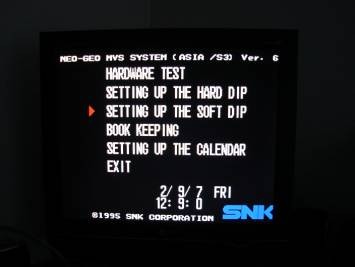 NEO-GEO MVS SYSTEM (ASIA /S3) Ver. 6
HARDWARE TEST
SETTING UP THE HARD DIP
SETTING UP THE SOFT DIP
BOOK KEEPING
SETTING UP THE CALENDAR
EXIT
2/ 9/ 7 FRI
12: 9: 0
©1995 SNK CORPORATION SNK